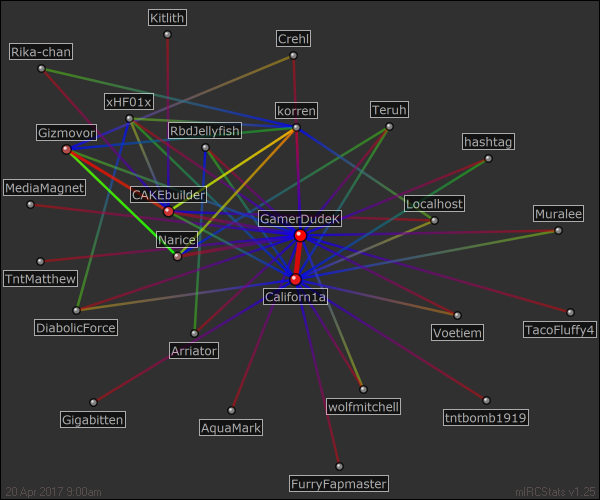 Kitlith
Crehl
Rika-chan
xHF01x
korren
Teruh
Gizmovor
RbdJellyfish
hashtag
MediaMagnet
CAKEbuilder
Localhost
GamerDudeK
Muralee
Narice
TntMatthew
Californ1a
DiabolicForce
Voetiem
TacoFluffy4
Arriator
wolfmitchell
Gigabitten
AquaMark
tntbomb1919
FurryFapmaster
20 Apr 2017 9:00am
mIRCStats v1.25